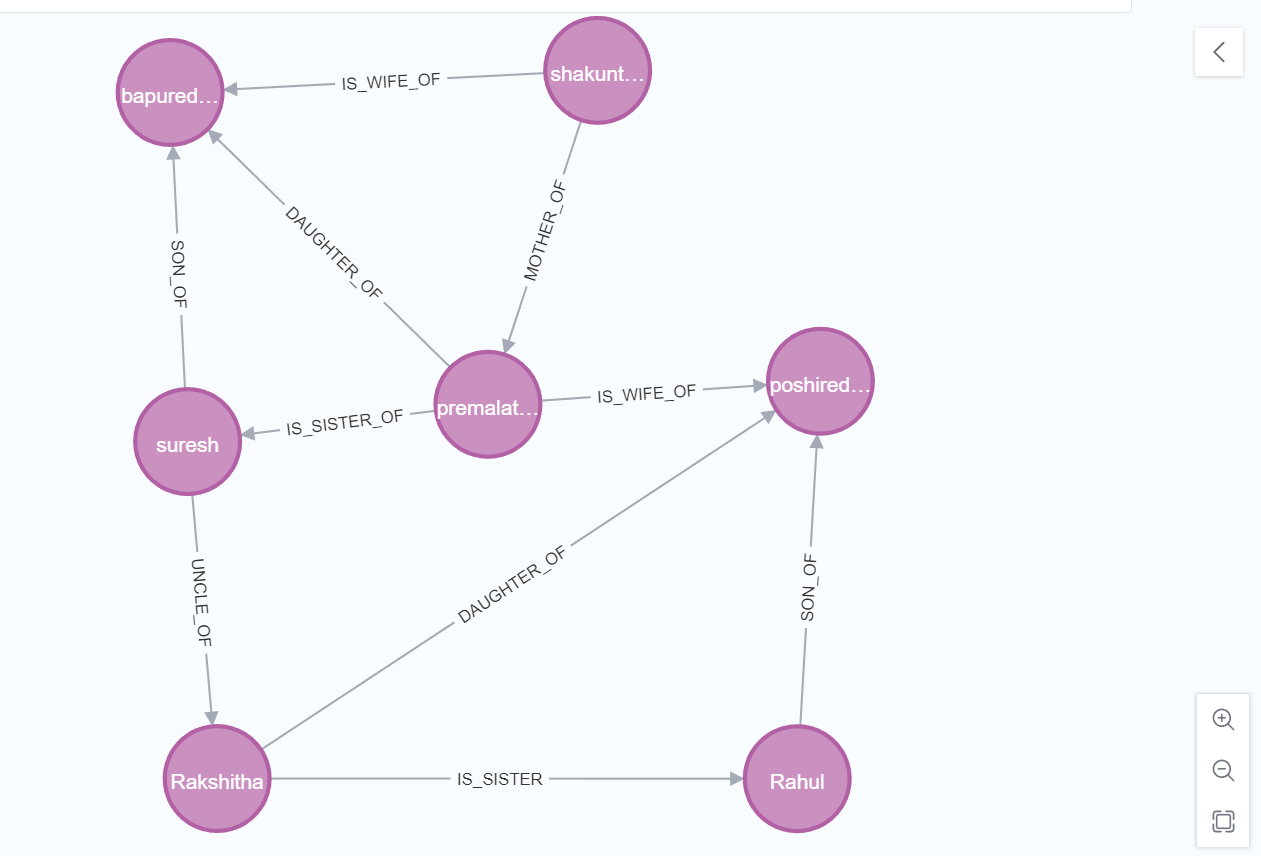 shakunt...
bapured...
IS_WIFE_OF
MOTHER_OF
DAUGHTER_OF
SON_OF
poshired...
IS_WIFE_OF
premalat...
IS_SISTER_OF
suresh
UNCLE_OF
DAUGHTER_OF
SON_OF
Rakshitha
IS_SISTER
Rahul